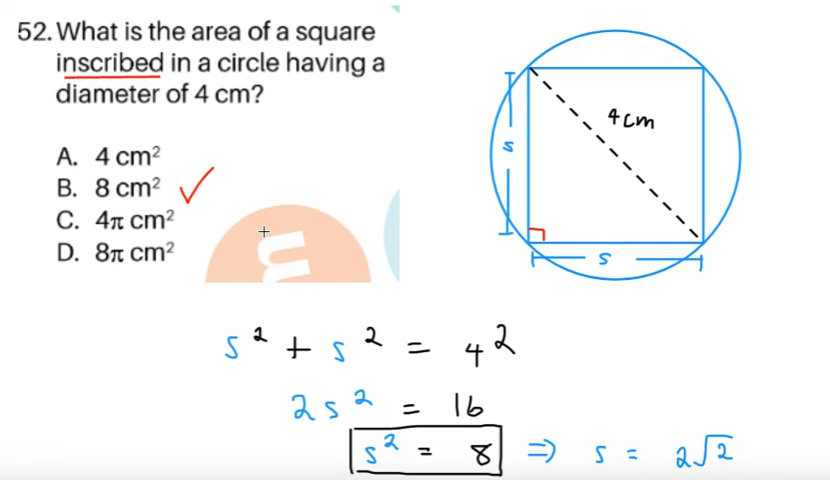 52. What is the area of a square
inscribed in a circle having a
diameter of 4 cm?
A. 4 cm²
B. 8 cm²
C. 4π cm²
D. 8π cm²
4cm
s
s
s² + s² = 4²
2s² = 16
s² = 8 ⇒ s = 2√2